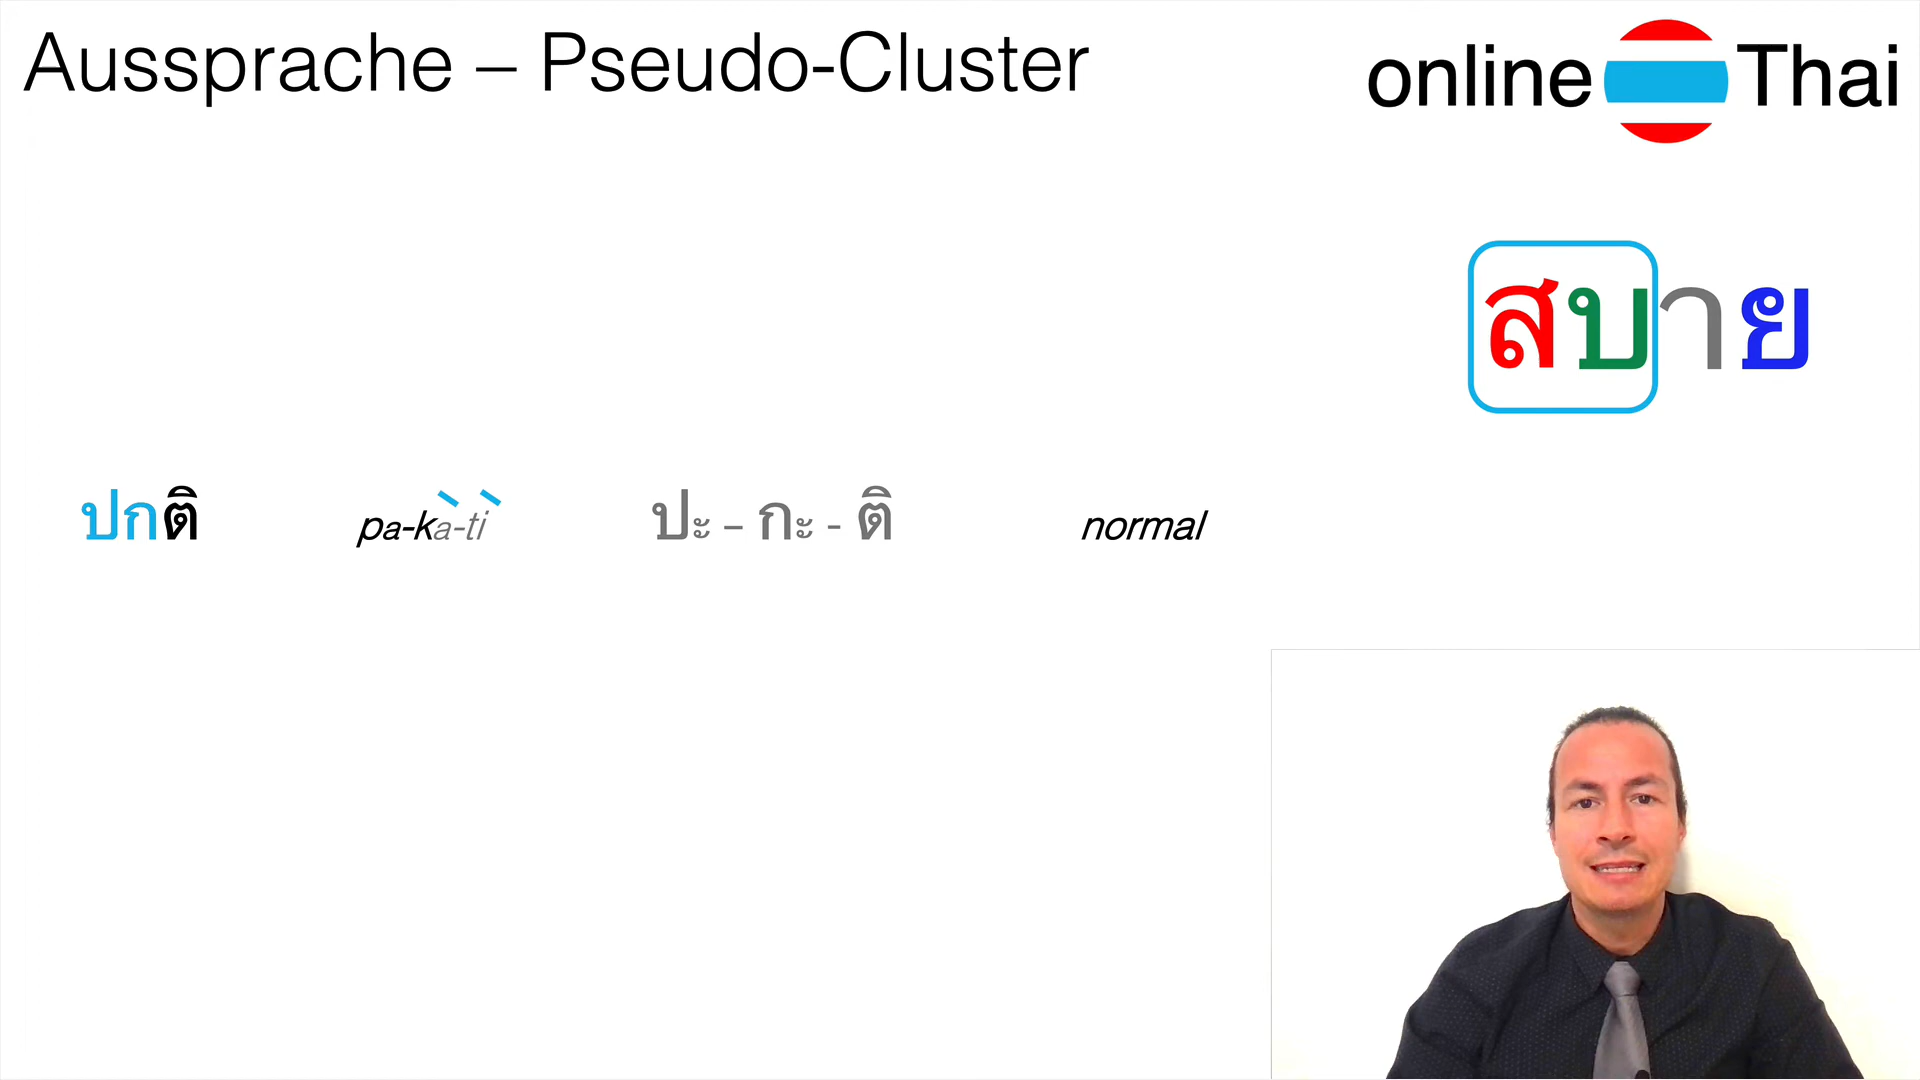 Aussprache – Pseudo-Cluster
online Thai
สบาย
ปกติ pa-kà-tì ปะ – กะ - ติ normal